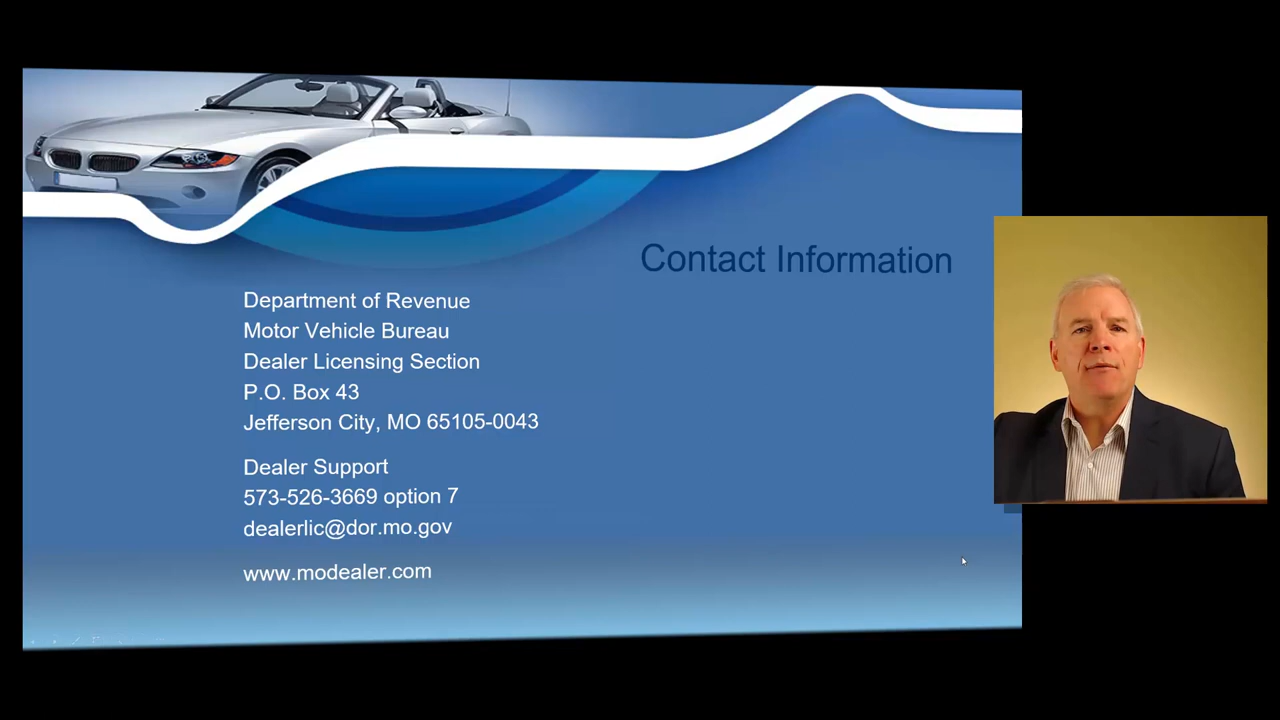 Contact Information
Department of Revenue
Motor Vehicle Bureau
Dealer Licensing Section
P.O. Box 43
Jefferson City, MO 65105-0043
Dealer Support
573-526-3669 option 7
dealerlic@dor.mo.gov
www.modealer.com